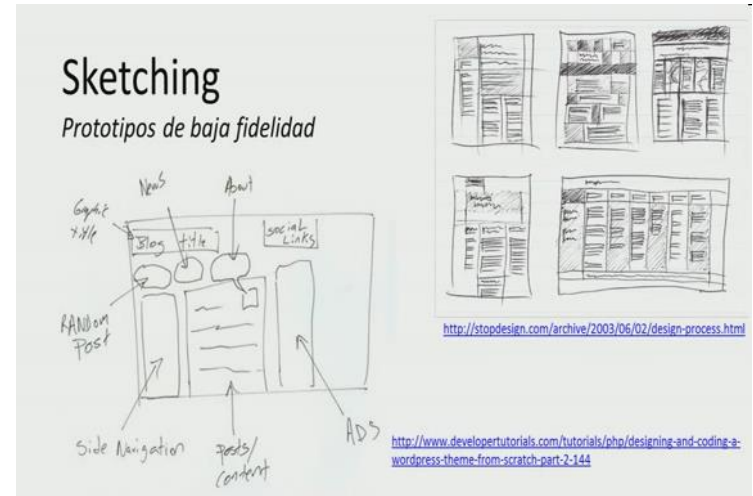 Sketching
Prototipos de baja fidelidad
News
About
Graphic
title
Blog title
social
Links
RANDom
Post
Side Navigation
posts/
content
ADS
http://stopdesign.com/archive/2003/06/02/design-process.html
http://www.developertutorials.com/tutorials/php/designing-and-coding-a-
wordpress-theme-from-scratch-part-2-144